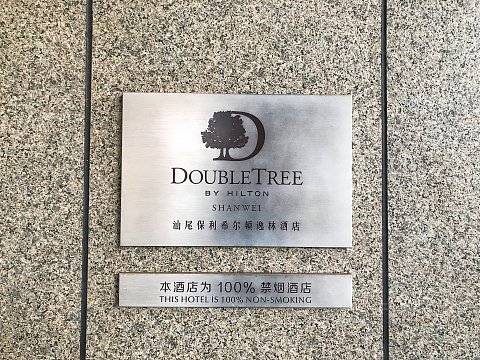 D
DOUBLETREE
BY HILTON
SHANWEI
汕尾保利希尔顿逸林酒店
本酒店为 100% 禁烟酒店
THIS HOTEL IS 100% NON-SMOKING